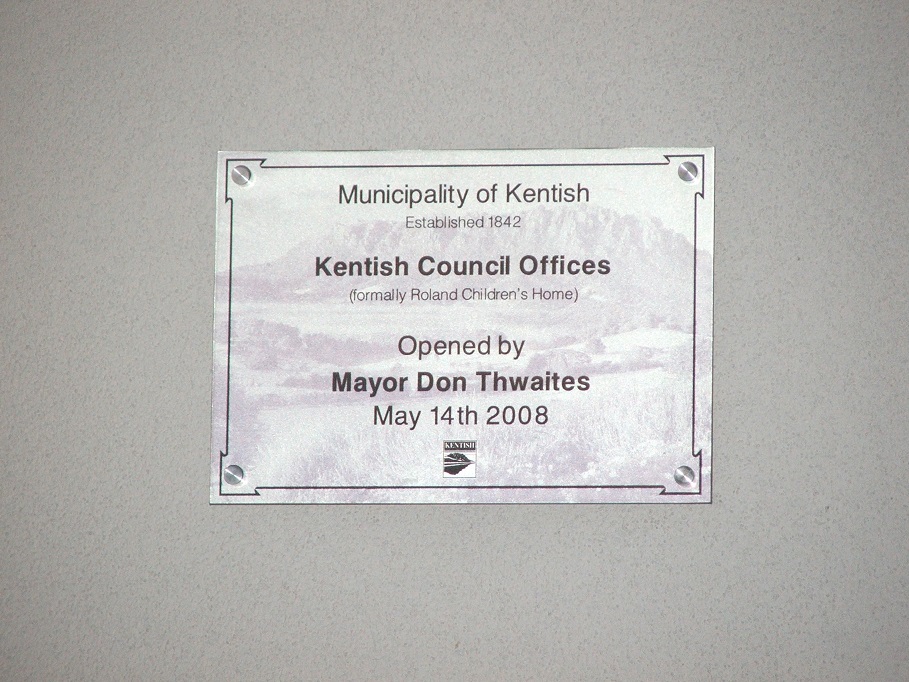 Municipality of Kentish
Established 1842
Kentish Council Offices
(formally Roland Children's Home)
Opened by
Mayor Don Thwaites
May 14th 2008
KENTISH